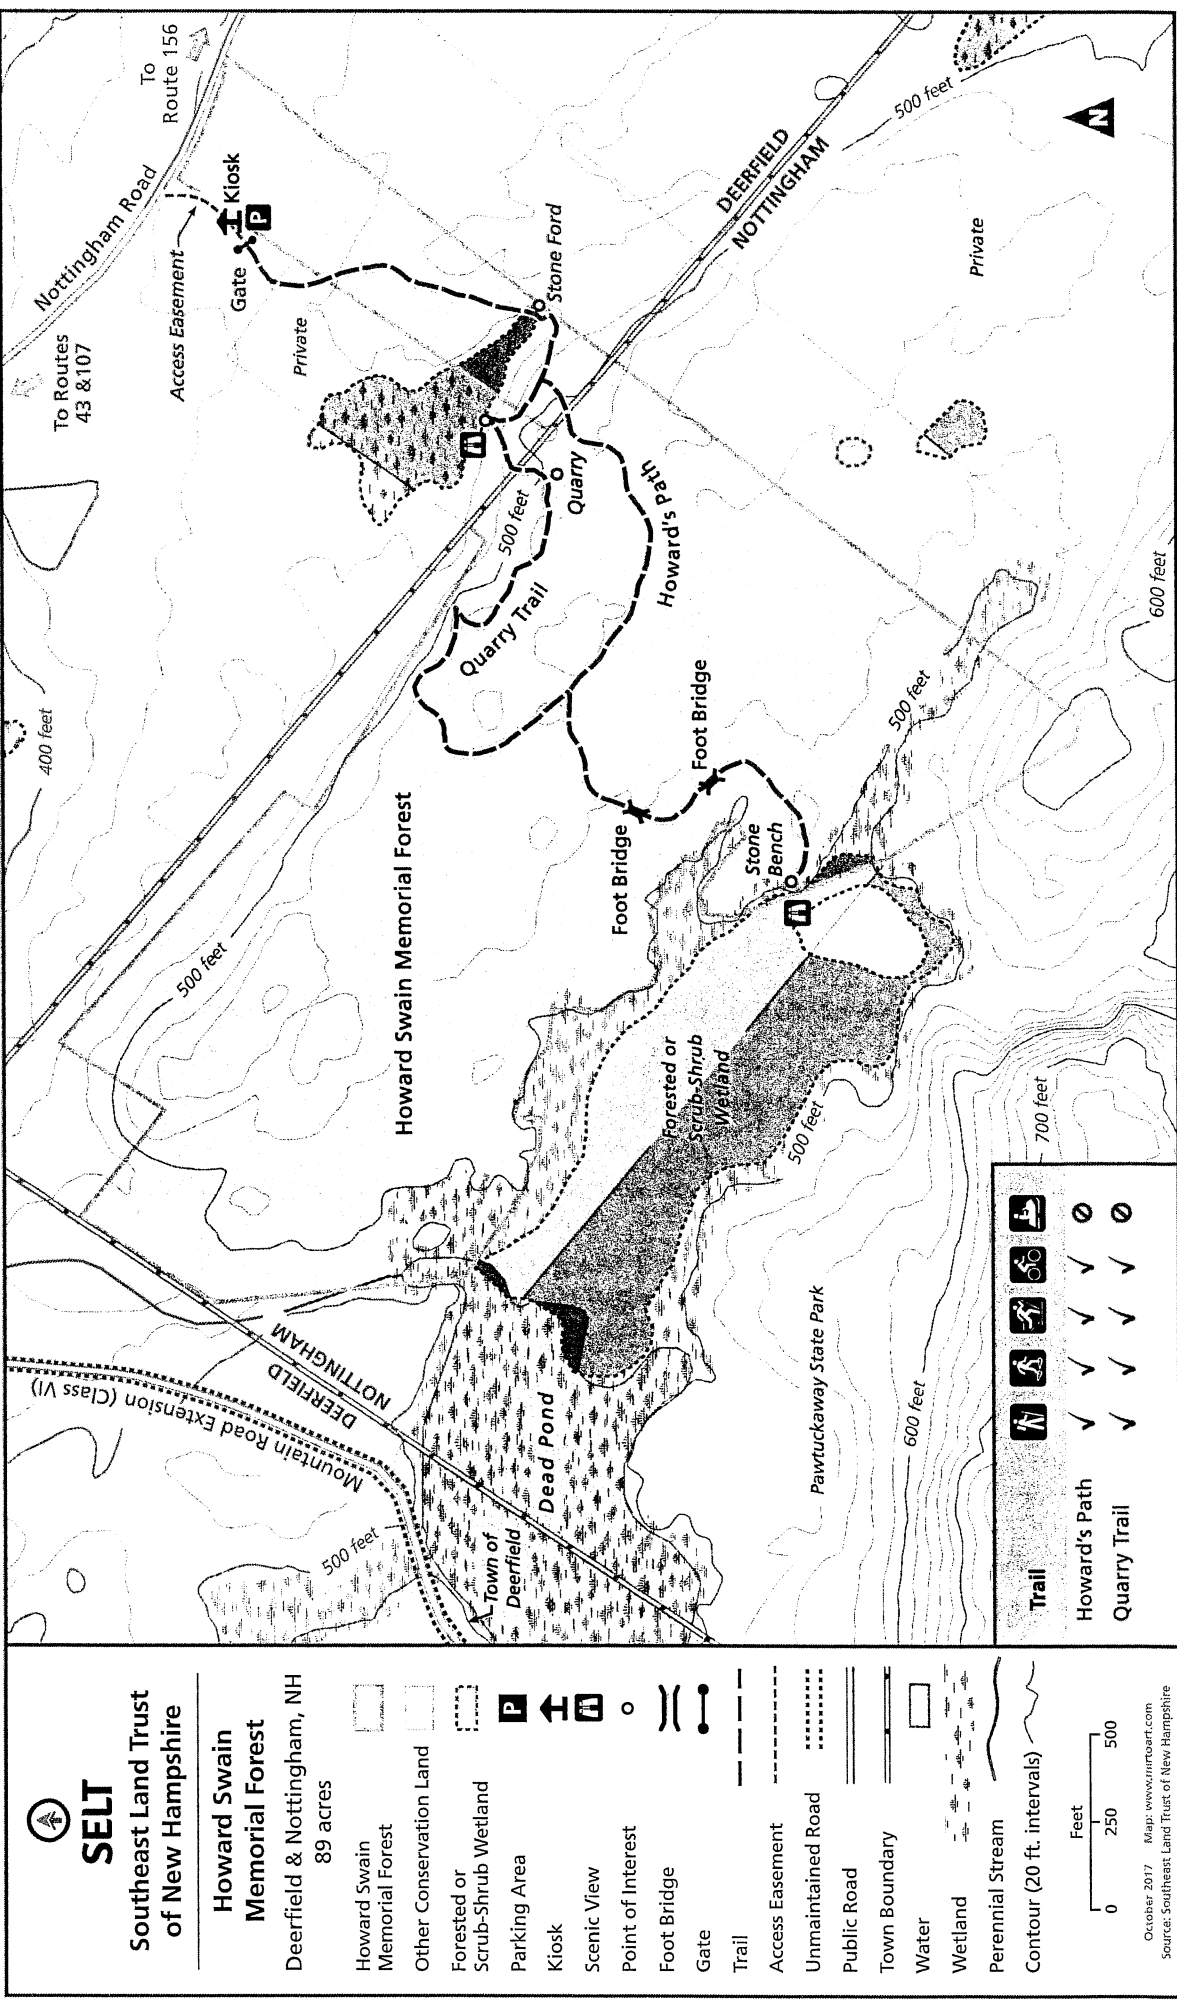 SELT
Southeast Land Trust
of New Hampshire
Howard Swain
Memorial Forest
Deerfield & Nottingham, NH
89 acres
Howard Swain
Memorial Forest
Other Conservation Land
Forested or
Scrub-Shrub Wetland
Parking Area
P
Kiosk
Scenic View
Point of Interest
Foot Bridge
Gate
Trail
Access Easement
Unmaintained Road
Public Road
Town Boundary
Water
Wetland
Perennial Stream
Contour (20 ft. intervals)
Feet
0 250 500
October 2017 Map: www.mrtoart.com
Source: Southeast Land Trust of New Hampshire
To Routes
43 &107
Nottingham Road
To
Route 156
Access Easement
Gate
Kiosk
P
Private
Stone Ford
400 feet
500 feet
Quarry
500 feet
Quarry Trail
Howard's Path
DEERFIELD
NOTTINGHAM
500 feet
Private
N
Mountain Road Extension (Class VI)
DEERFIELD
NOTTINGHAM
500 feet
Howard Swain Memorial Forest
Foot Bridge
Foot Bridge
Stone
Bench
500 feet
600 feet
Town of
Deerfield
Dead Pond
Forested or
Scrub-Shrub
Wetland
500 feet
Pawtuckaway State Park
600 feet
700 feet
Trail
Howard's Path
Quarry Trail